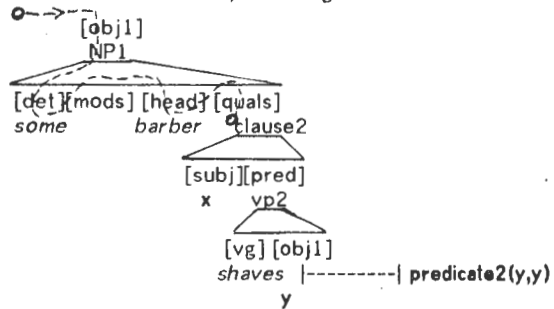 [obj1]
NP1
[det][mods] [head] [quals]
some barber clause2
[subj][pred]
x vp2
[vg] [obj1]
shaves |----------| predicate2(y,y)
y